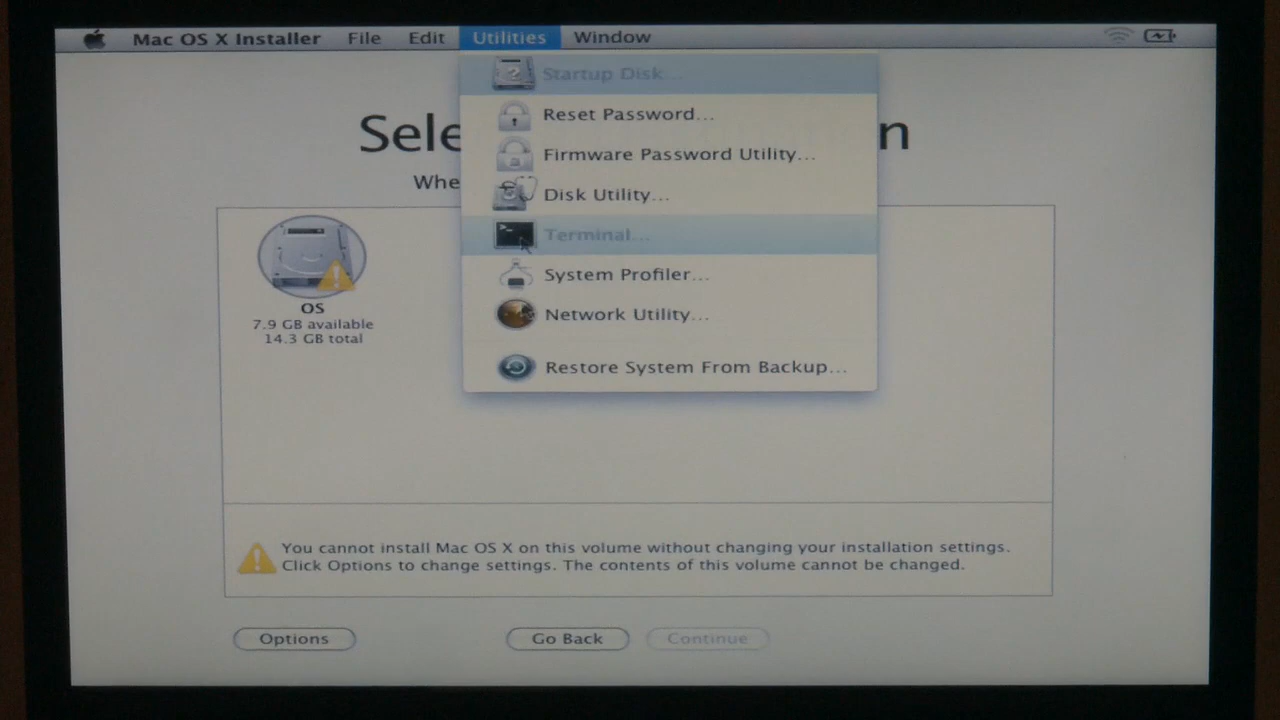 Mac OS X Installer File Edit Utilities Window
Startup Disk...
Reset Password...
Firmware Password Utility...
Disk Utility...
Terminal...
System Profiler...
Network Utility...
Restore System From Backup...
Sele n
Whe
OS
7.9 GB available
14.3 GB total
You cannot install Mac OS X on this volume without changing your installation settings.
Click Options to change settings. The contents of this volume cannot be changed.
Options Go Back Continue